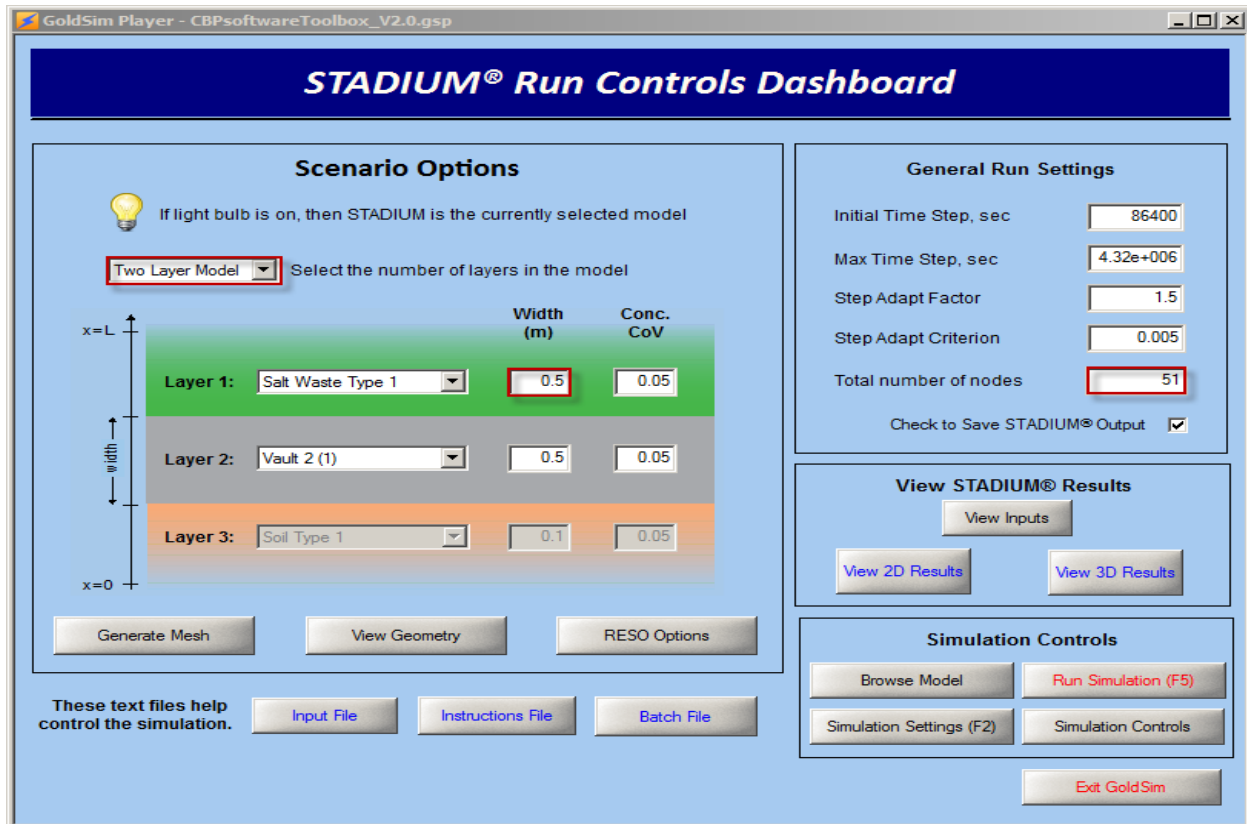 GoldSim Player - CBPsoftwareToolbox_V2.0.gsp
STADIUM® Run Controls Dashboard
Scenario Options
If light bulb is on, then STADIUM is the currently selected model
Two Layer Model Select the number of layers in the model
Width (m) Conc. CoV
x=L
Layer 1: Salt Waste Type 1 0.5 0.05
width
Layer 2: Vault 2 (1) 0.5 0.05
Layer 3: Soil Type 1 0.1 0.05
x=0
Generate Mesh View Geometry RESO Options
These text files help
control the simulation.
Input File Instructions File Batch File
General Run Settings
Initial Time Step, sec 86400
Max Time Step, sec 4.32e+006
Step Adapt Factor 1.5
Step Adapt Criterion 0.005
Total number of nodes 51
Check to Save STADIUM® Output
View STADIUM® Results
View Inputs
View 2D Results View 3D Results
Simulation Controls
Browse Model Run Simulation (F5)
Simulation Settings (F2) Simulation Controls
Exit GoldSim